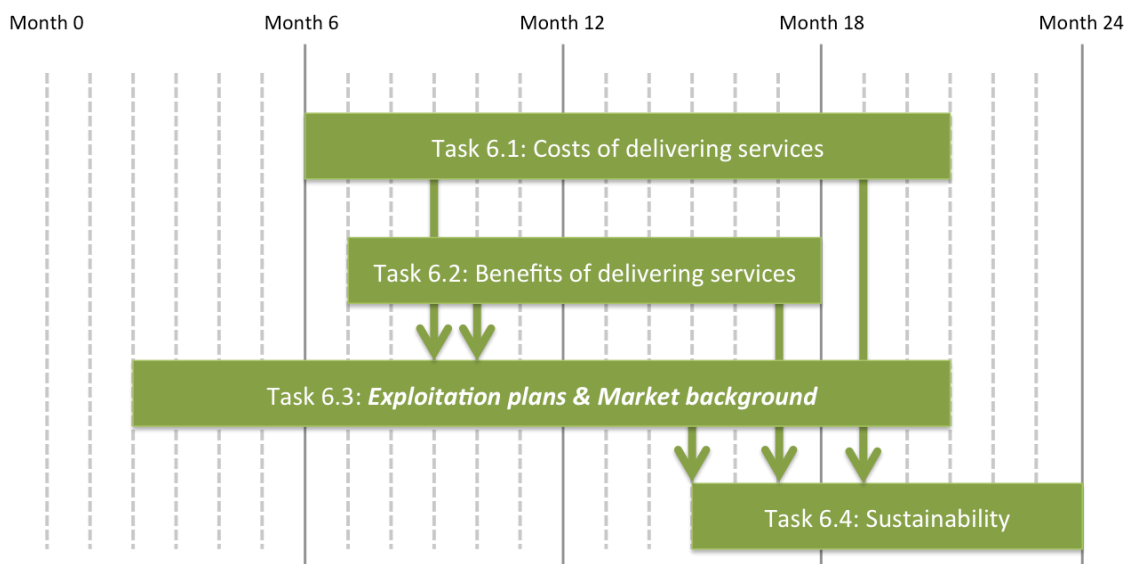 Month 0 Month 6 Month 12 Month 18 Month 24
Task 6.1: Costs of delivering services
Task 6.2: Benefits of delivering services
Task 6.3: Exploitation plans & Market background
Task 6.4: Sustainability